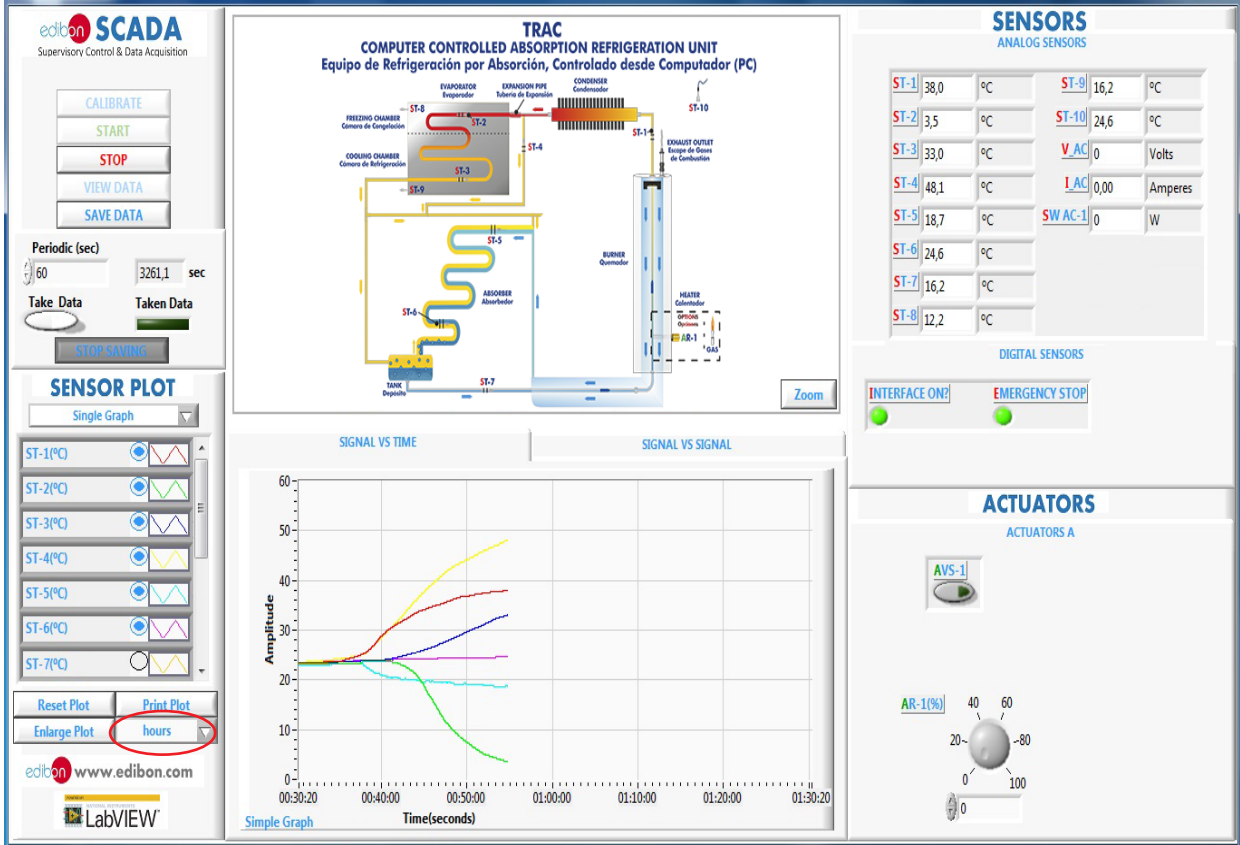 edibon SCADA
Supervisory Control & Data Acquisition
CALIBRATE
START
STOP
VIEW DATA
SAVE DATA
Periodic (sec)
60
3261,1 sec
Take Data
Taken Data
STOP SAVING
SENSOR PLOT
Single Graph
ST-1(ºC)
ST-2(ºC)
ST-3(ºC)
ST-4(ºC)
ST-5(ºC)
ST-6(ºC)
ST-7(ºC)
Reset Plot
Print Plot
Enlarge Plot
hours
edibon www.edibon.com
LabVIEW
TRAC
COMPUTER CONTROLLED ABSORPTION REFRIGERATION UNIT
Equipo de Refrigeración por Absorción, Controlado desde Computador (PC)
EVAPORATOR
Evaporador
EXPANSION PIPE
Tubería de Expansión
CONDENSER
Condensador
ST-8
ST-2
ST-10
FREEZING CHAMBER
Cámara de Congelación
ST-1
EXHAUST OUTLET
Escape de Gases
de Combustión
ST-4
COOLING CHAMBER
Cámara de Refrigeración
ST-3
ST-9
ST-5
BURNER
Quemador
ABSORBER
Absorbedor
HEATER
Calentador
ST-6
OPTIONS
Opciones
AR-1
GAS
TANK
Depósito
ST-7
Zoom
SIGNAL VS TIME
SIGNAL VS SIGNAL
Amplitude
60
50
40
30
20
10
0
00:30:20
00:40:00
00:50:00
01:00:00
01:10:00
01:20:00
01:30:20
Time(seconds)
Simple Graph
SENSORS
ANALOG SENSORS
ST-1 38,0 ºC
ST-9 16,2 ºC
ST-2 3,5 ºC
ST-10 24,6 ºC
ST-3 33,0 ºC
V_AC 0 Volts
ST-4 48,1 ºC
I_AC 0,00 Amperes
ST-5 18,7 ºC
SW AC-1 0 W
ST-6 24,6 ºC
ST-7 16,2 ºC
ST-8 12,2 ºC
DIGITAL SENSORS
INTERFACE ON?
EMERGENCY STOP
ACTUATORS
ACTUATORS A
AVS-1
AR-1(%)
40 60
20 80
0 100
0